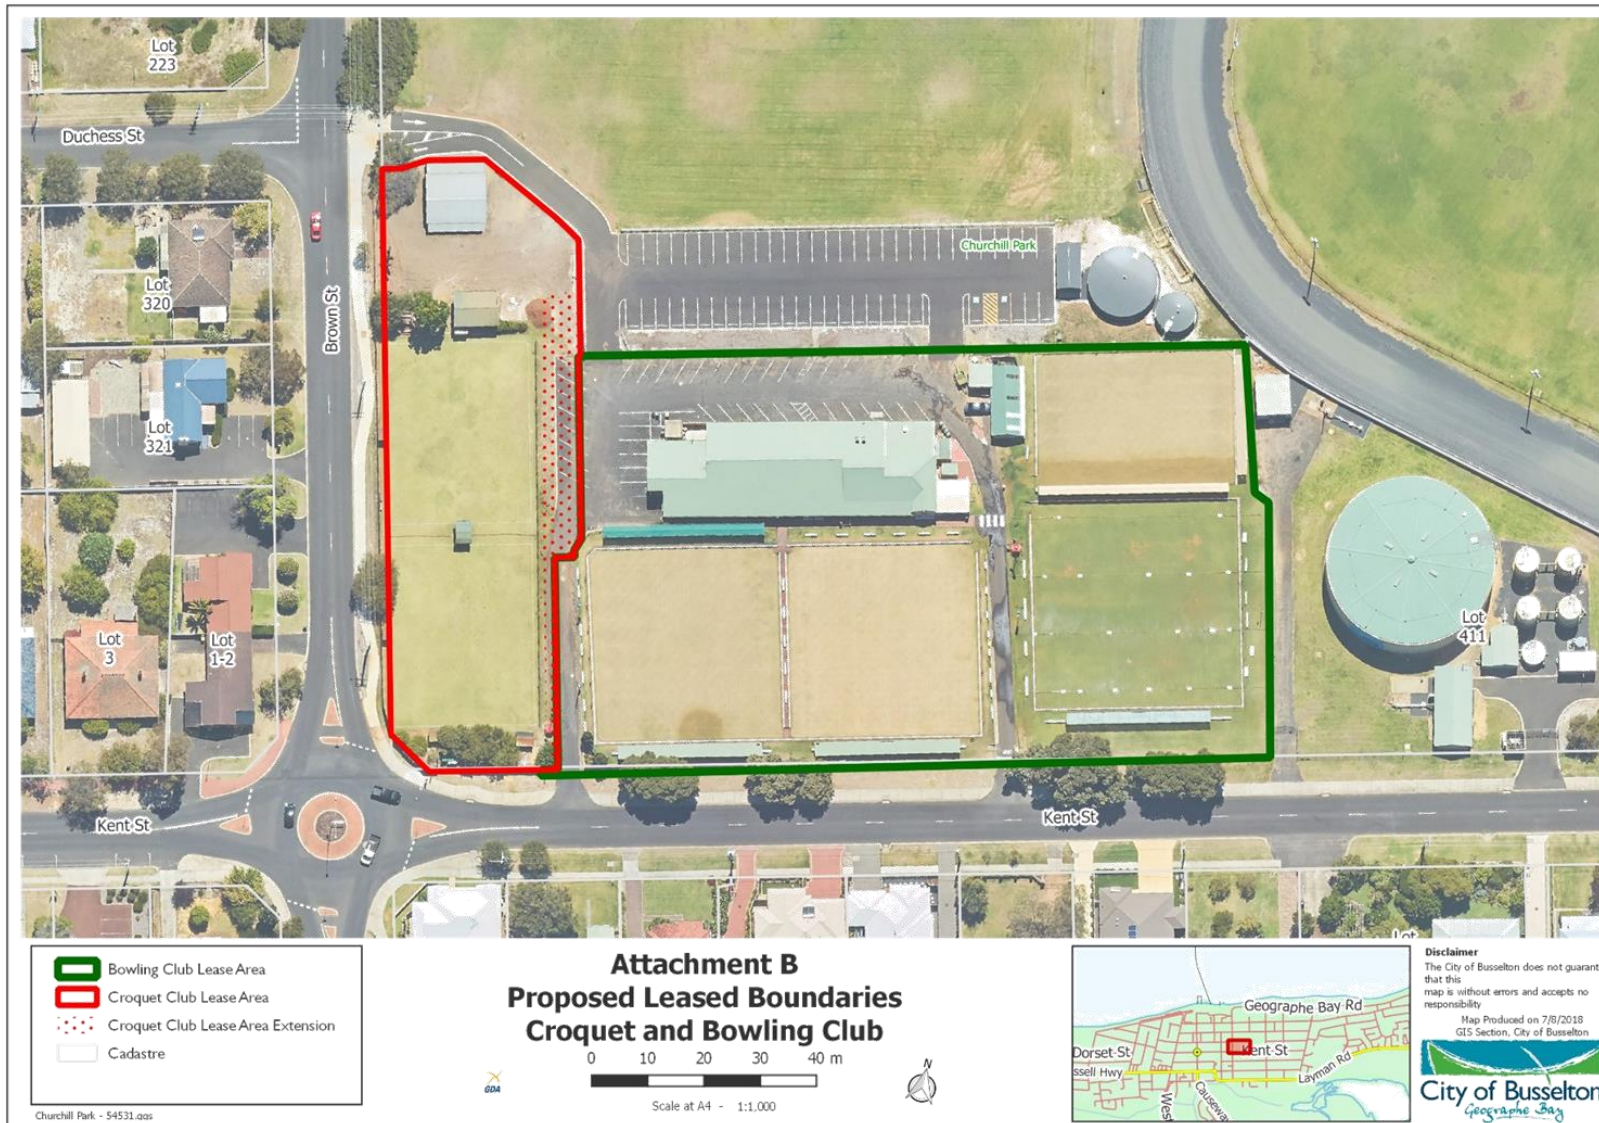 Lot
223
Duchess St
Lot
320
Brown St
Churchill Park
Lot
321
Lot
3
Lot
1-2
Lot
411
Kent St
Kent St
Lot
Bowling Club Lease Area
Croquet Club Lease Area
Croquet Club Lease Area Extension
Cadastre
Churchill Park - 54531.qgs
Attachment B
Proposed Leased Boundaries
Croquet and Bowling Club
0 10 20 30 40 m
Scale at A4 - 1:1,000
GDA
N
Geographe Bay Rd
Dorset St
Kent St
ssell Hwy
Layman Rd
Causeway
West
Disclaimer
The City of Busselton does not guarant
that this
map is without errors and accepts no
responsibility
Map Produced on 7/8/2018
GIS Section, City of Busselton
City of Busselton
Geographe Bay